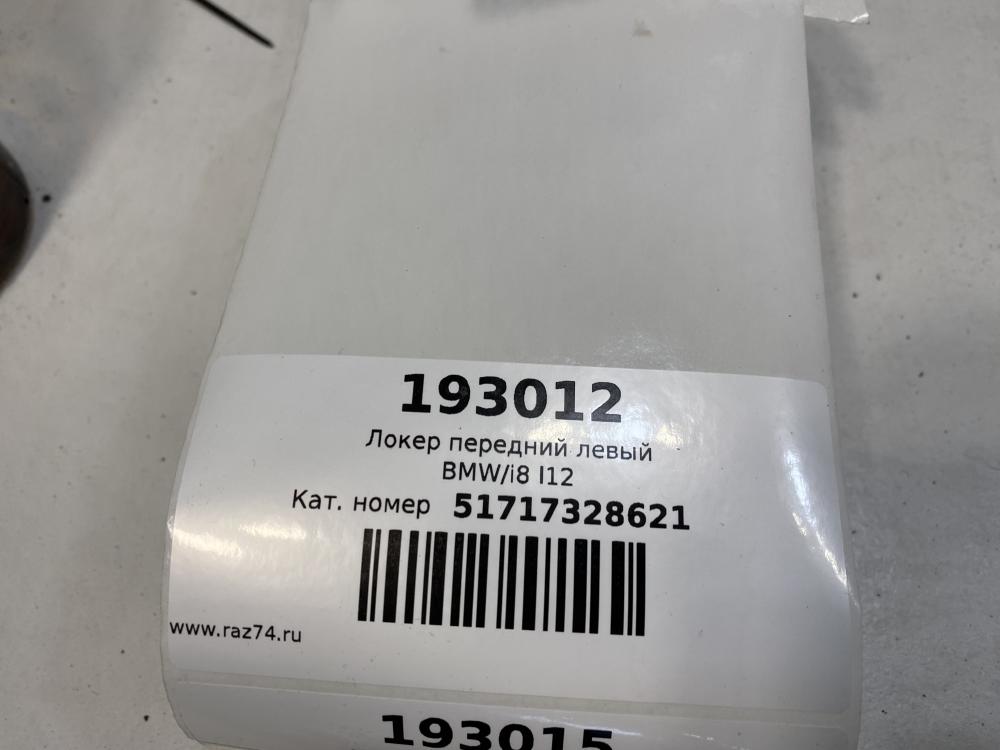 193012
Локер передний левый
BMW/i8 I12
Кат. номер 51717328621
www.raz74.ru
193015